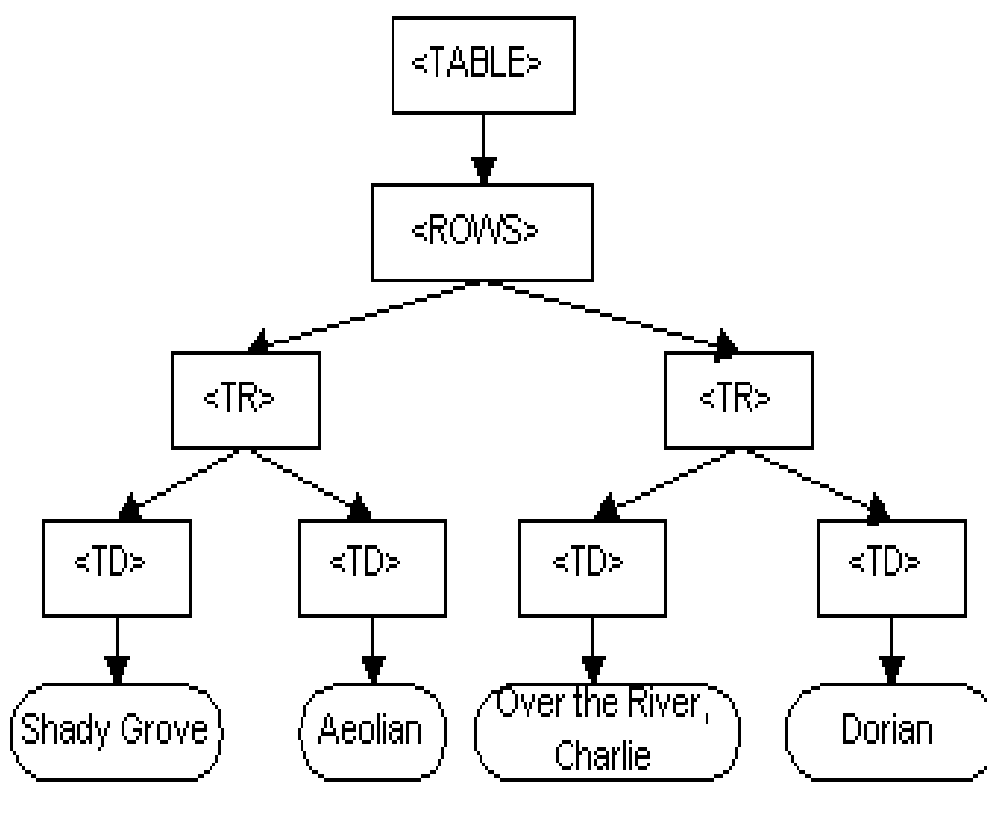 <TABLE>
<ROWS>
<TR>
<TR>
<TD>
<TD>
<TD>
<TD>
Shady Grove
Aeolian
Over the River,
Charlie
Dorian